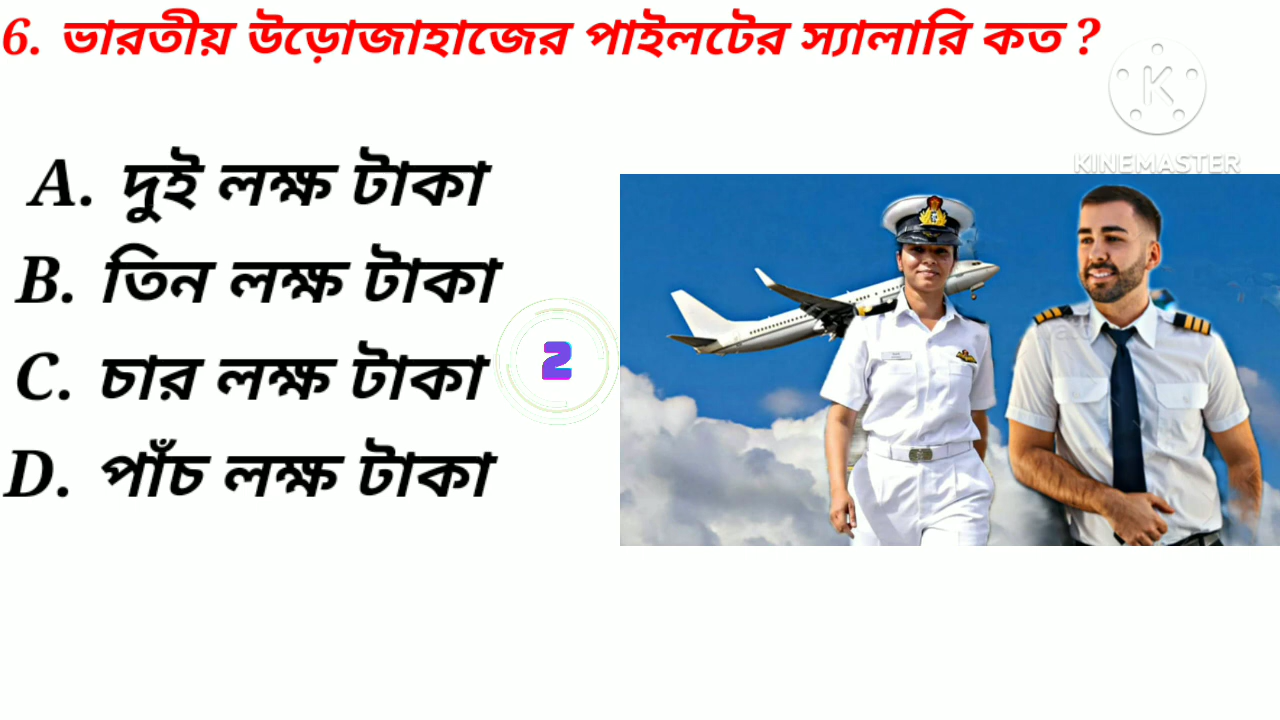 6. ভারতীয় উড়োজাহাজের পাইলটের স্যালারি কত ?
K
KINEMASTER
A. দুই লক্ষ টাকা
B. তিন লক্ষ টাকা
C. চার লক্ষ টাকা
2
D. পাঁচ লক্ষ টাকা